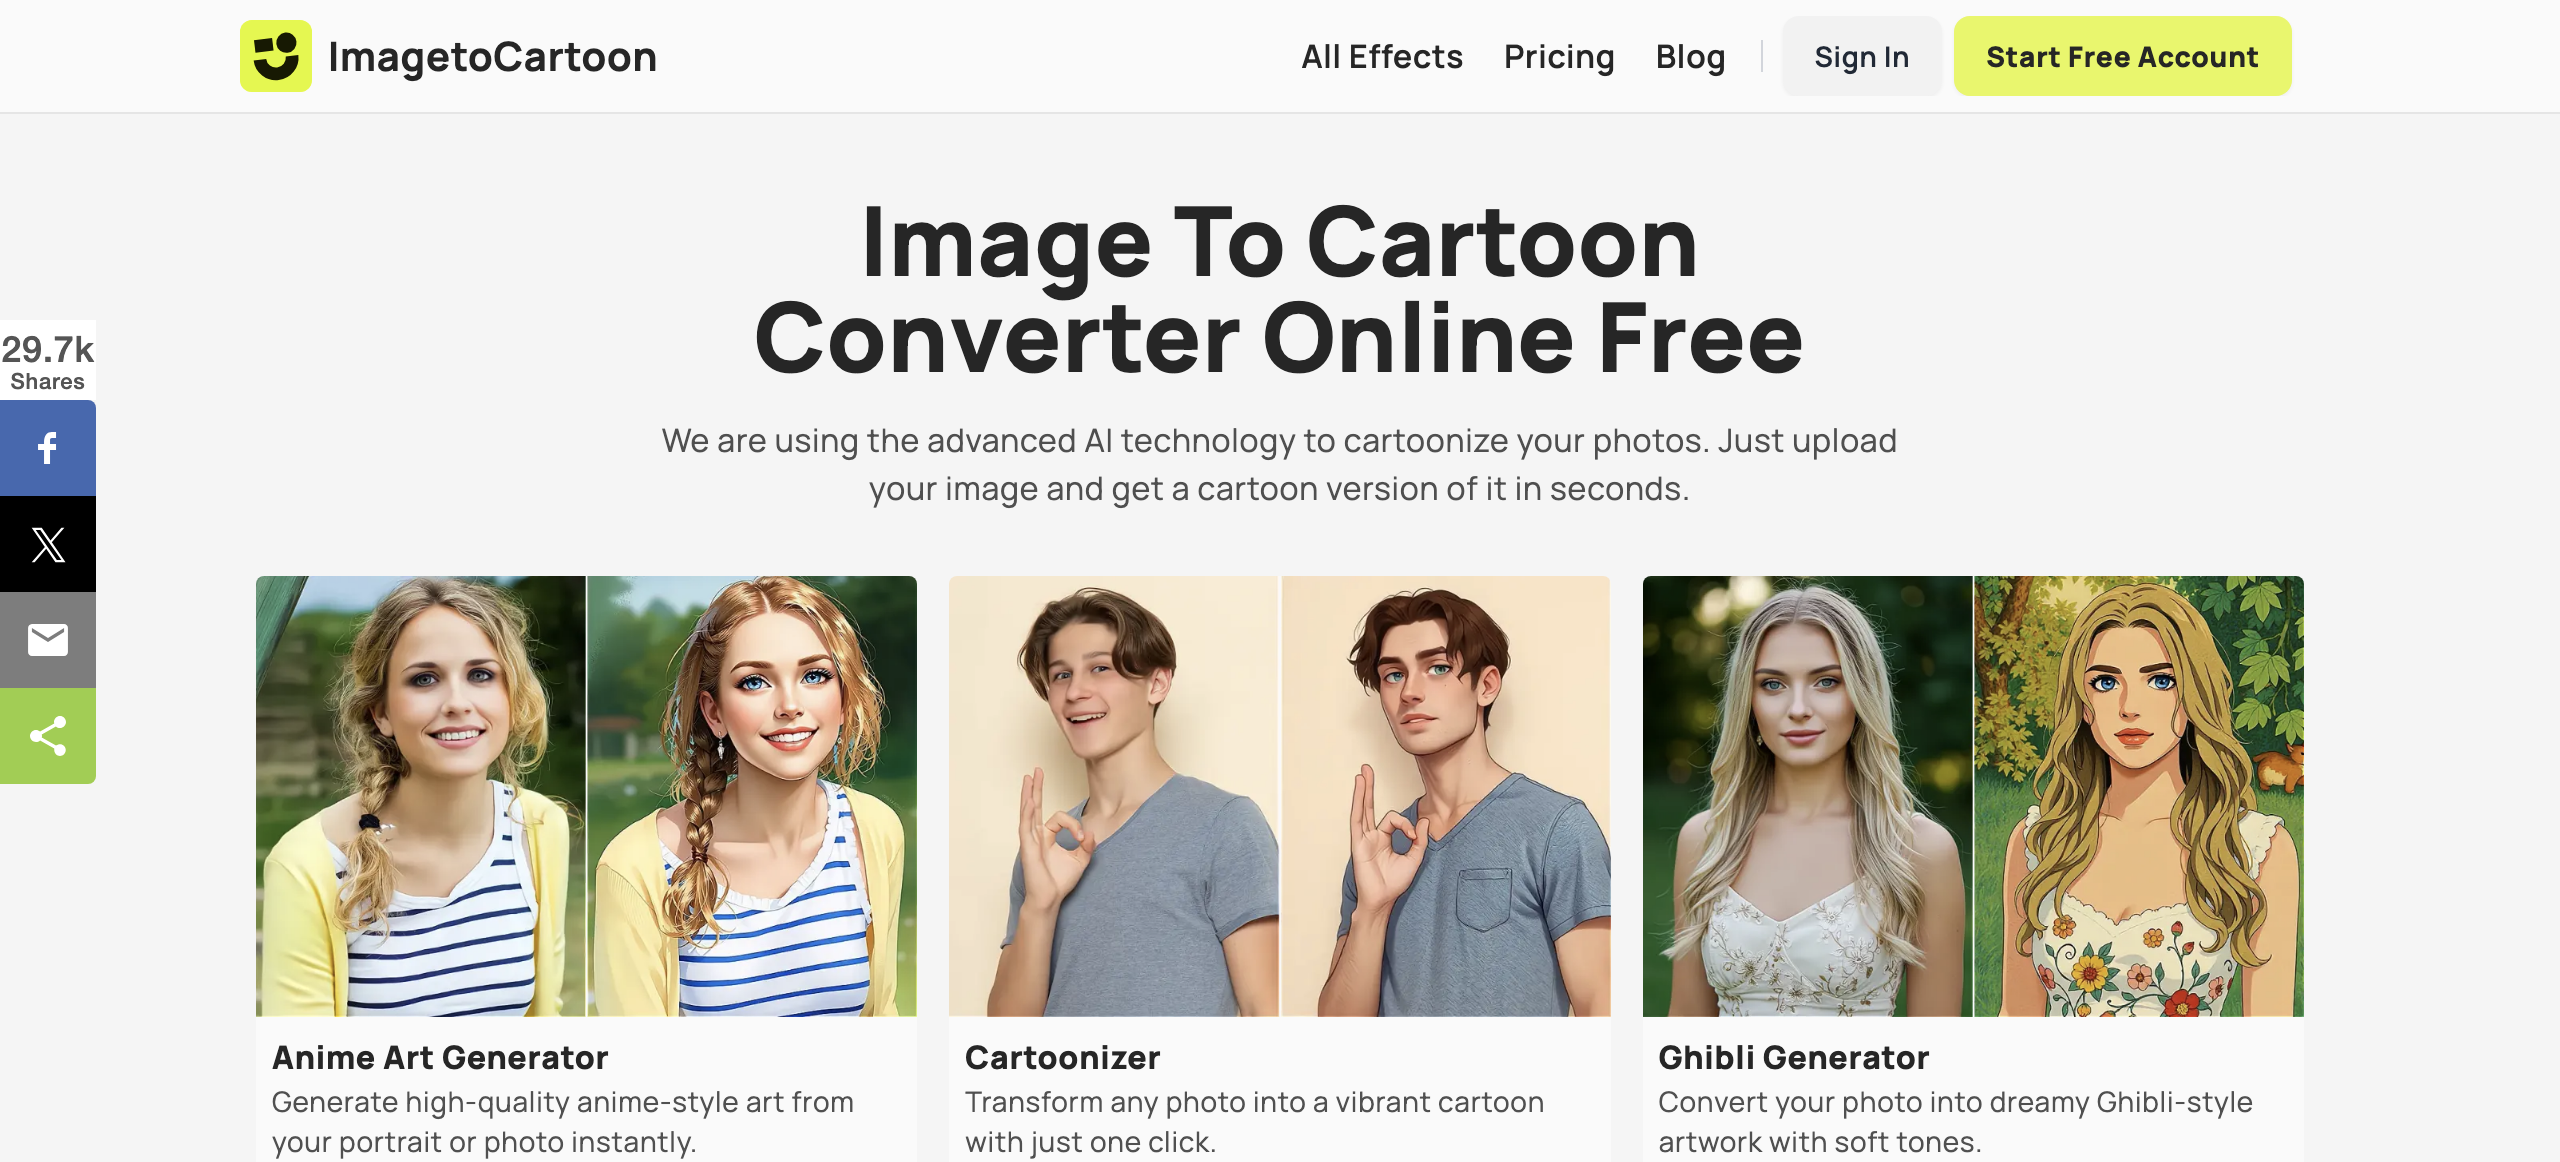 ImagetoCartoon
All Effects
Pricing
Blog
Sign In
Start Free Account
Image To Cartoon
Converter Online Free
We are using the advanced AI technology to cartoonize your photos. Just upload
your image and get a cartoon version of it in seconds.
29.7k
Shares
Anime Art Generator
Generate high-quality anime-style art from
your portrait or photo instantly.
Cartoonizer
Transform any photo into a vibrant cartoon
with just one click.
Ghibli Generator
Convert your photo into dreamy Ghibli-style
artwork with soft tones.